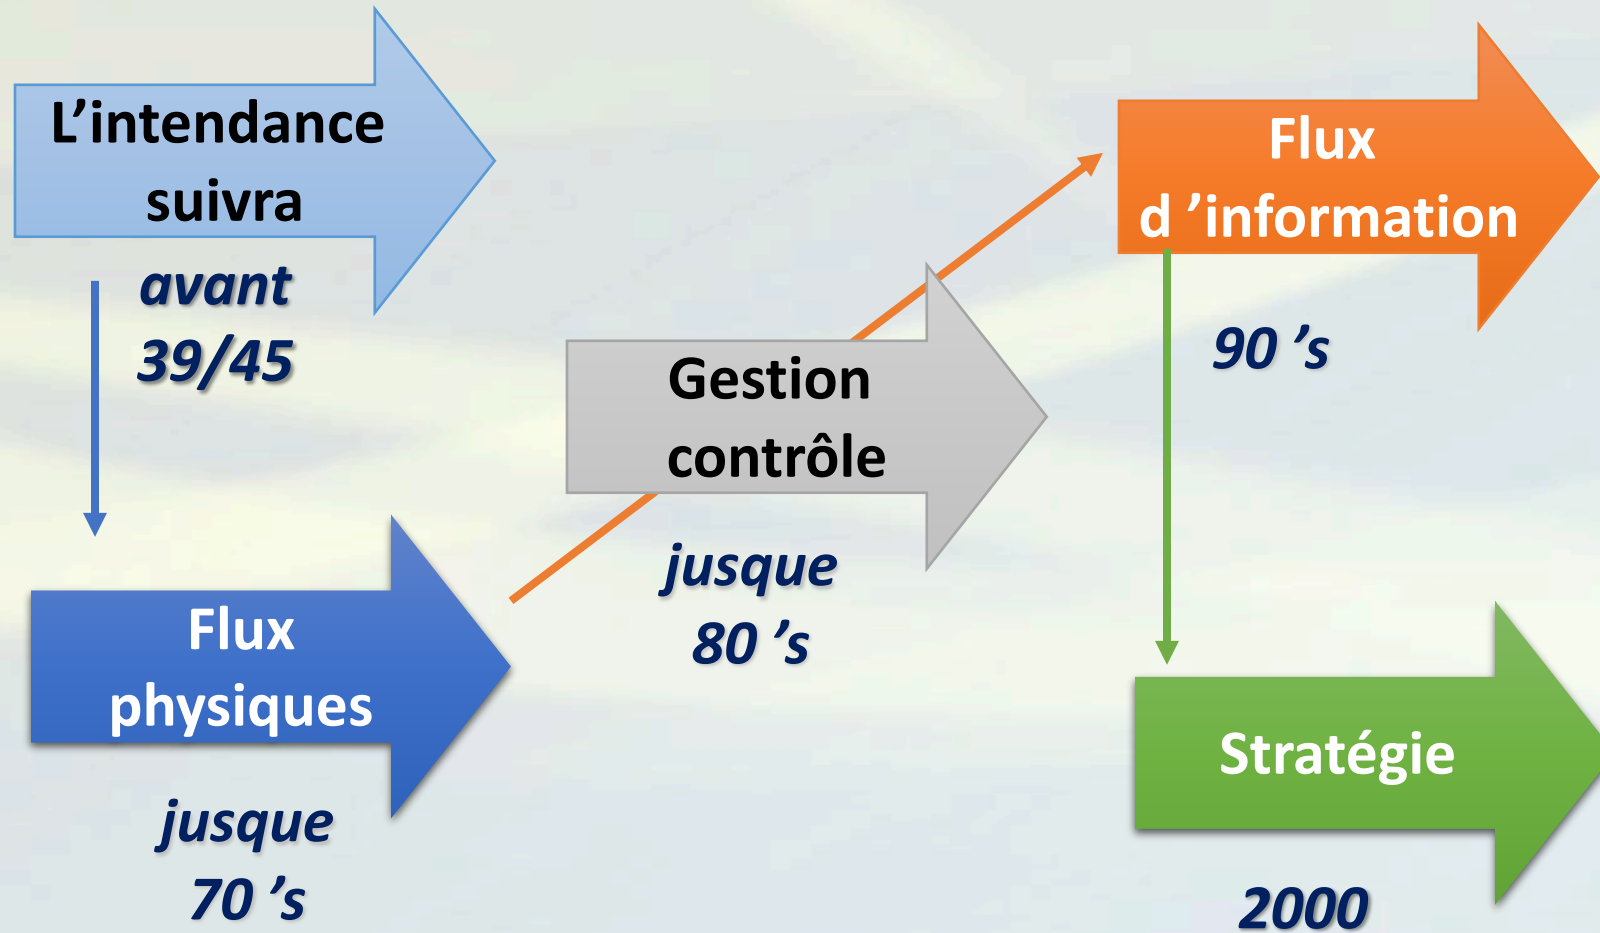 L’intendance
suivra
avant
39/45
Flux
physiques
jusque
70 ’s
Gestion
contrôle
jusque
80 ’s
Flux
d ’information
90 ’s
Stratégie
2000